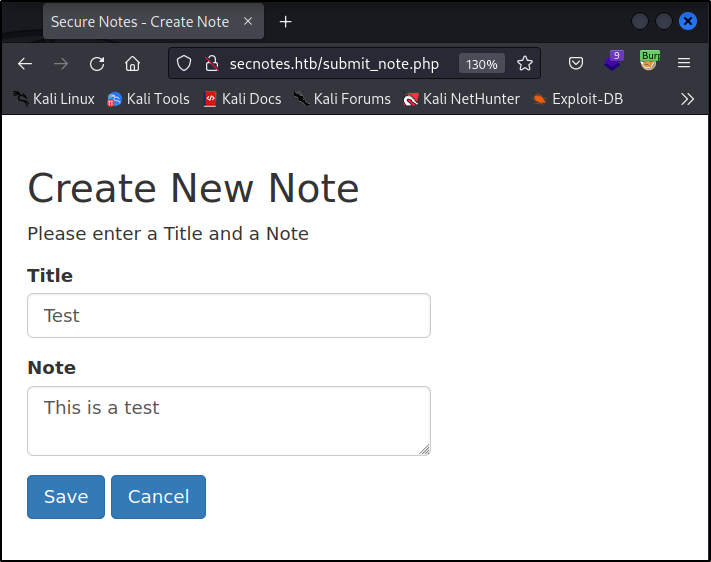 Secure Notes - Create Note
secnotes.htb/submit_note.php 130% 9 Burp
Kali Linux Kali Tools Kali Docs Kali Forums Kali NetHunter Exploit-DB
Create New Note
Please enter a Title and a Note
Title
Test
Note
This is a test
Save Cancel